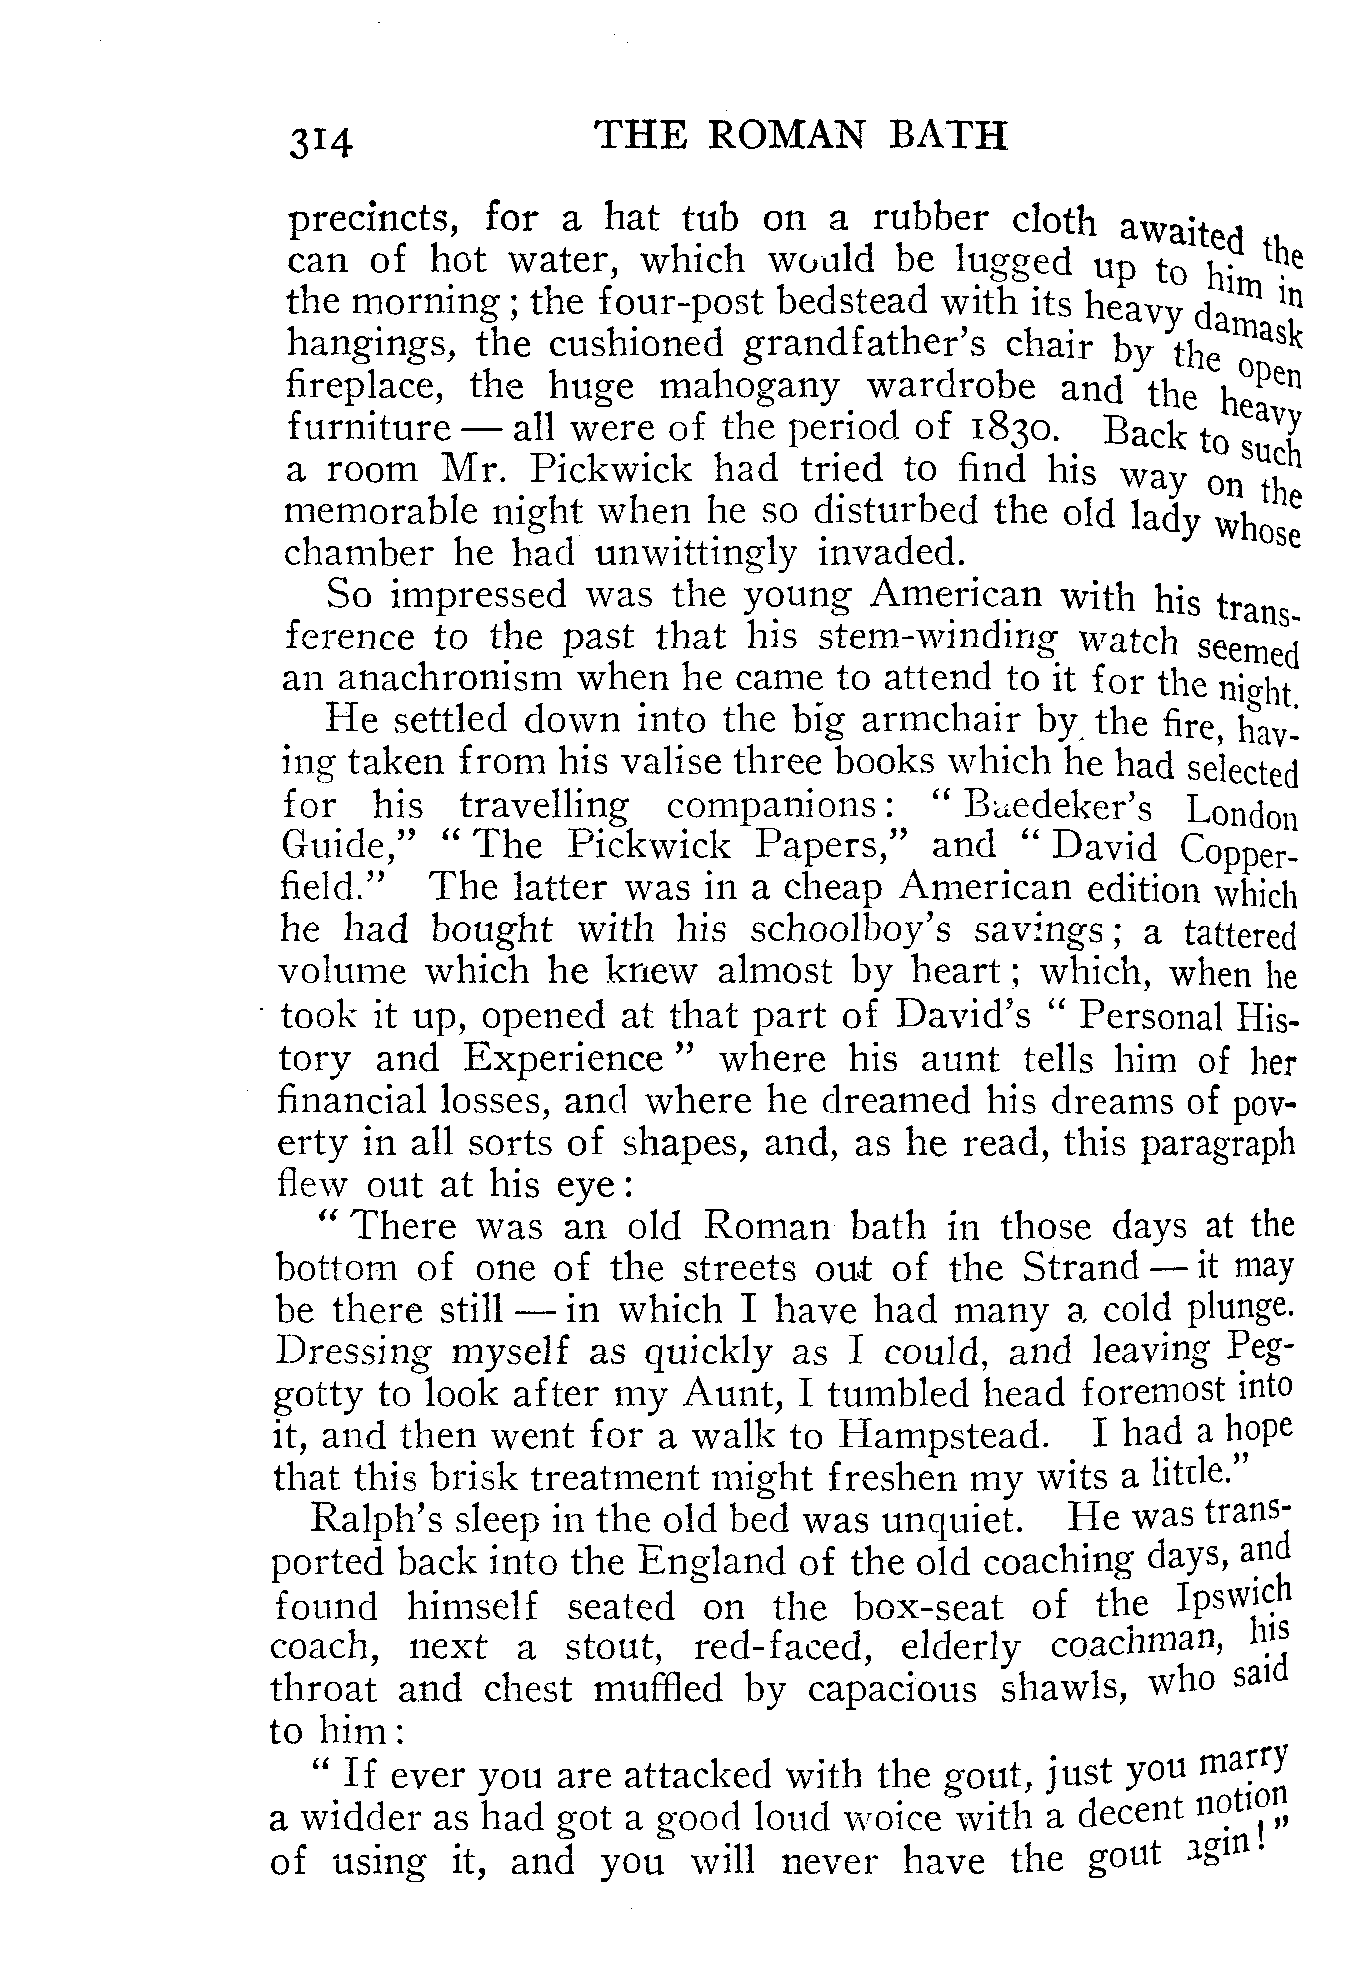 314 THE ROMAN BATH
precincts, for a hat tub on a rubber cloth awaited the
can of hot water, which would be lugged up to him in
the morning; the four-post bedstead with its heavy damask
hangings, the cushioned grandfather's chair by the open
fireplace, the huge mahogany wardrobe and the heavy
furniture — all were of the period of 1830. Back to such
a room Mr. Pickwick had tried to find his way on the
memorable night when he so disturbed the old lady whose
chamber he had unwittingly invaded.
So impressed was the young American with his trans-
ference to the past that his stem-winding watch seemed
an anachronism when he came to attend to it for the night.
He settled down into the big armchair by the fire, hav-
ing taken from his valise three books which he had selected
for his travelling companions: "Baedeker's London
Guide," "The Pickwick Papers," and "David Copper-
field." The latter was in a cheap American edition which
he had bought with his schoolboy's savings; a tattered
volume which he knew almost by heart; which, when he
took it up, opened at that part of David's "Personal His-
tory and Experience" where his aunt tells him of her
financial losses, and where he dreamed his dreams of pov-
erty in all sorts of shapes, and, as he read, this paragraph
flew out at his eye:
"There was an old Roman bath in those days at the
bottom of one of the streets out of the Strand — it may
be there still — in which I have had many a cold plunge.
Dressing myself as quickly as I could, and leaving Peg-
gotty to look after my Aunt, I tumbled head foremost into
it, and then went for a walk to Hampstead. I had a hope
that this brisk treatment might freshen my wits a little."
Ralph's sleep in the old bed was unquiet. He was trans-
ported back into the England of the old coaching days, and
found himself seated on the box-seat of the Ipswich
coach, next a stout, red-faced, elderly coachman, his
throat and chest muffled by capacious shawls, who said
to him:
"If ever you are attacked with the gout, just you marry
a widder as had got a good loud woice with a decent notion
of using it, and you will never have the gout agin!"